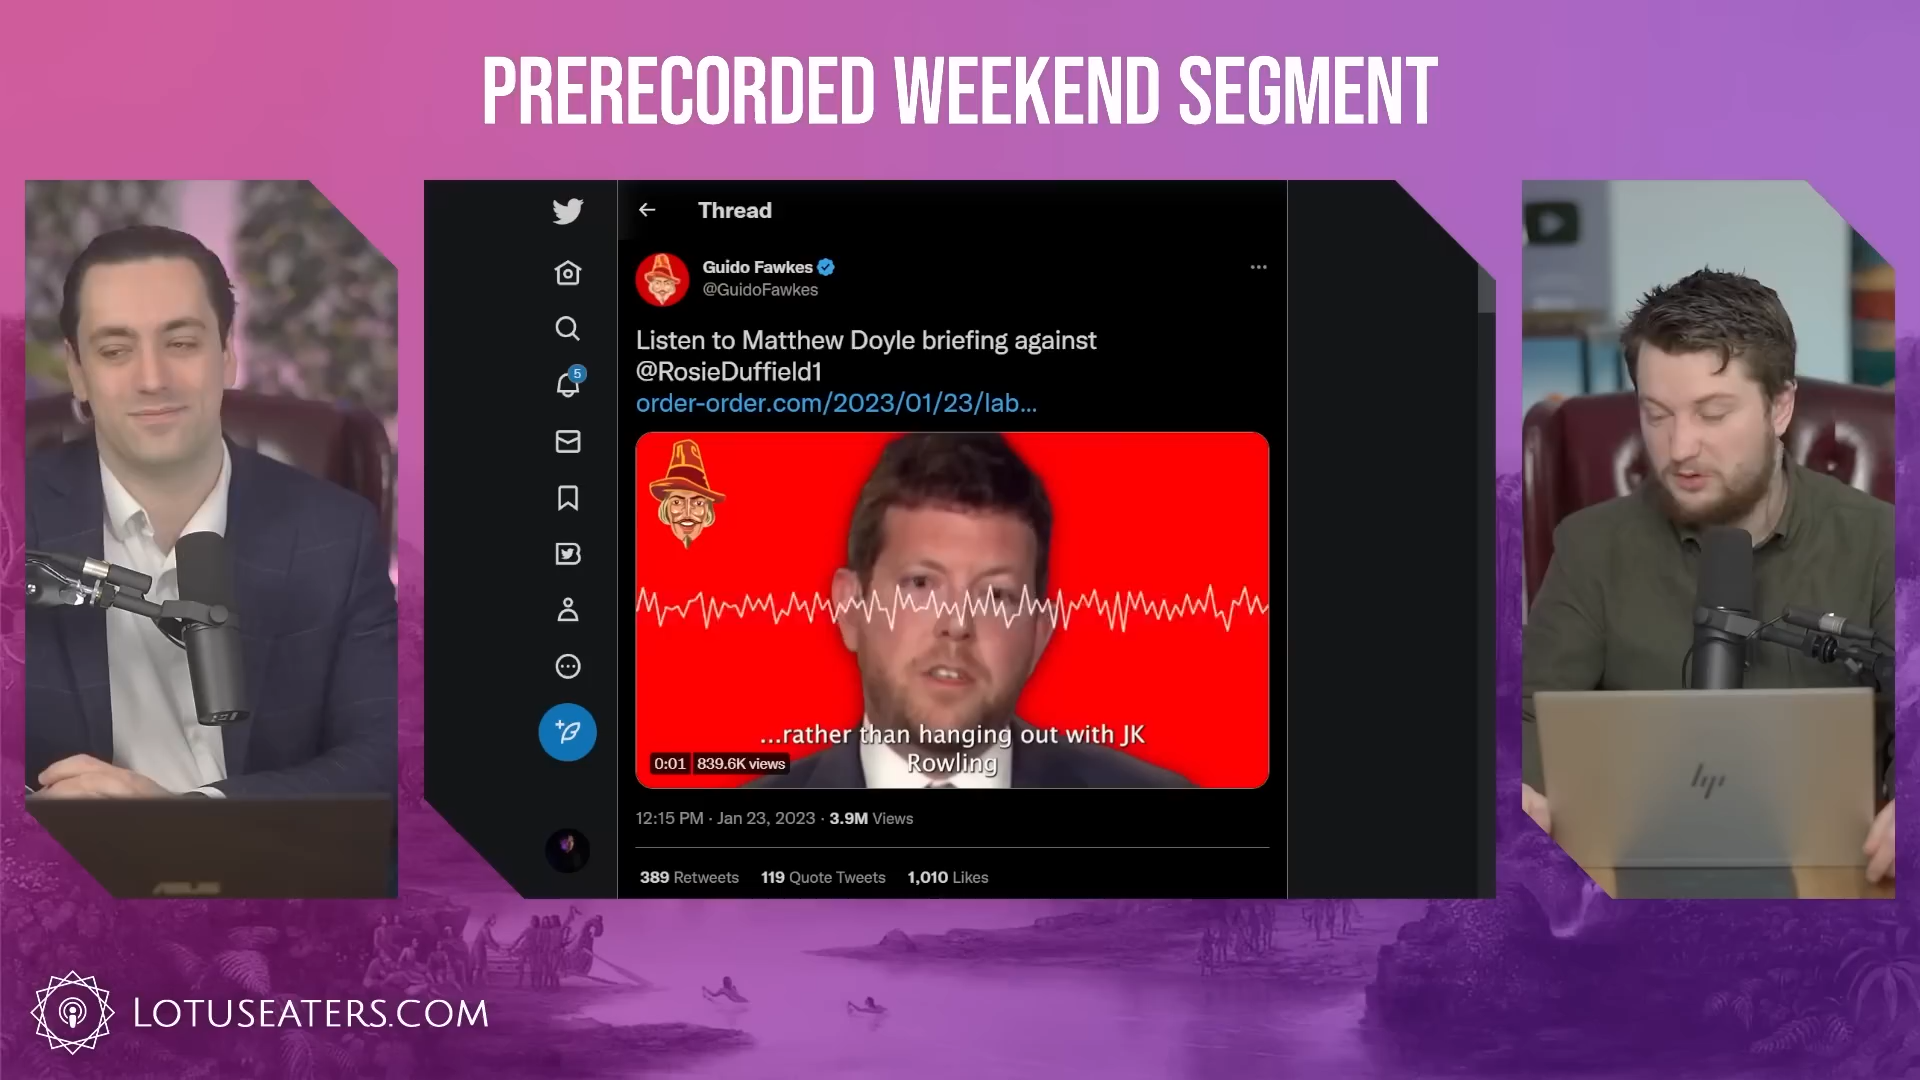 PRERECORDED WEEKEND SEGMENT
Thread
Guido Fawkes
@GuidoFawkes
Listen to Matthew Doyle briefing against
@RosieDuffield1
order-order.com/2023/01/23/lab...
5
...rather than hanging out with JK
Rowling
0:01 839.6K views
12:15 PM · Jan 23, 2023 · 3.9M Views
389 Retweets 119 Quote Tweets 1,010 Likes
hp
ASUS
LOTUSEATERS.COM